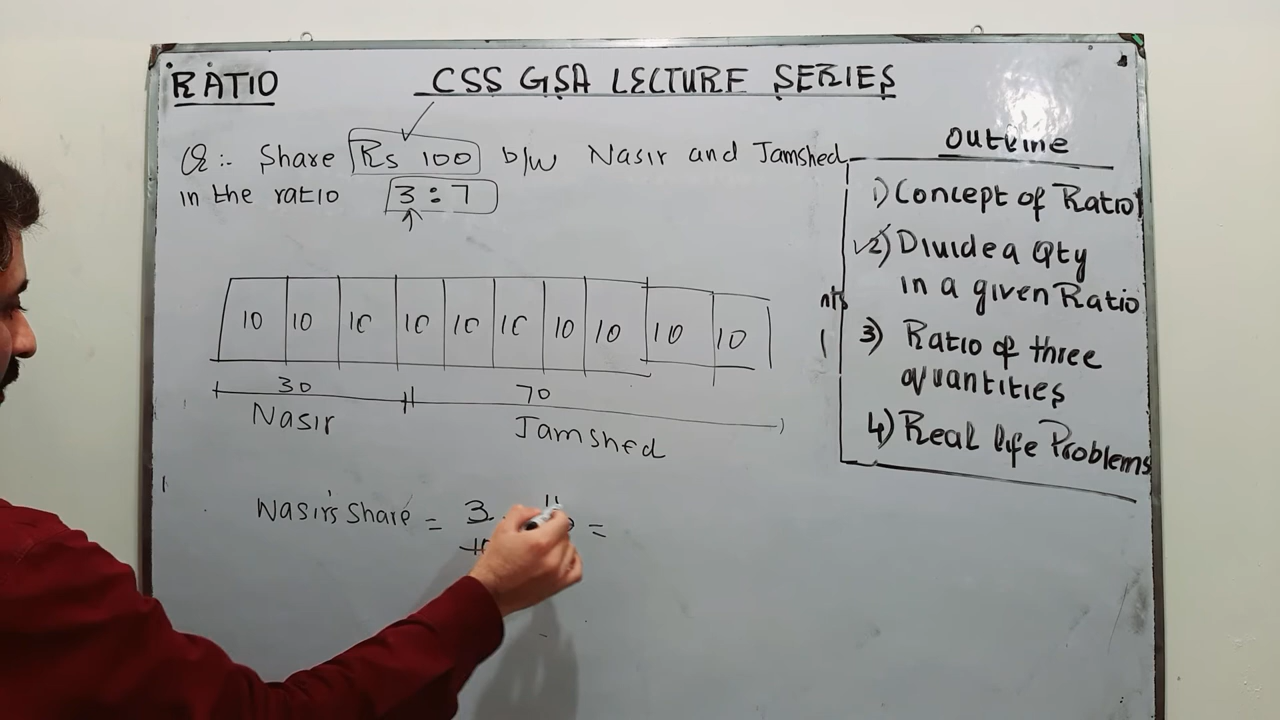 RATIO
CSS GSA LECTURE SERIES
Q:- Share Rs 100 b/w Nasir and Jamshed
in the ratio 3 : 7
10 10 10 10 10 10 10 10 10 10
30 70
Nasir Jamshed
Nasir's Share = 3 =
Outline
1) Concept of Ratio
2) Divide a Qty
in a given Ratio
3) Ratio of three
quantities
4) Real life Problems